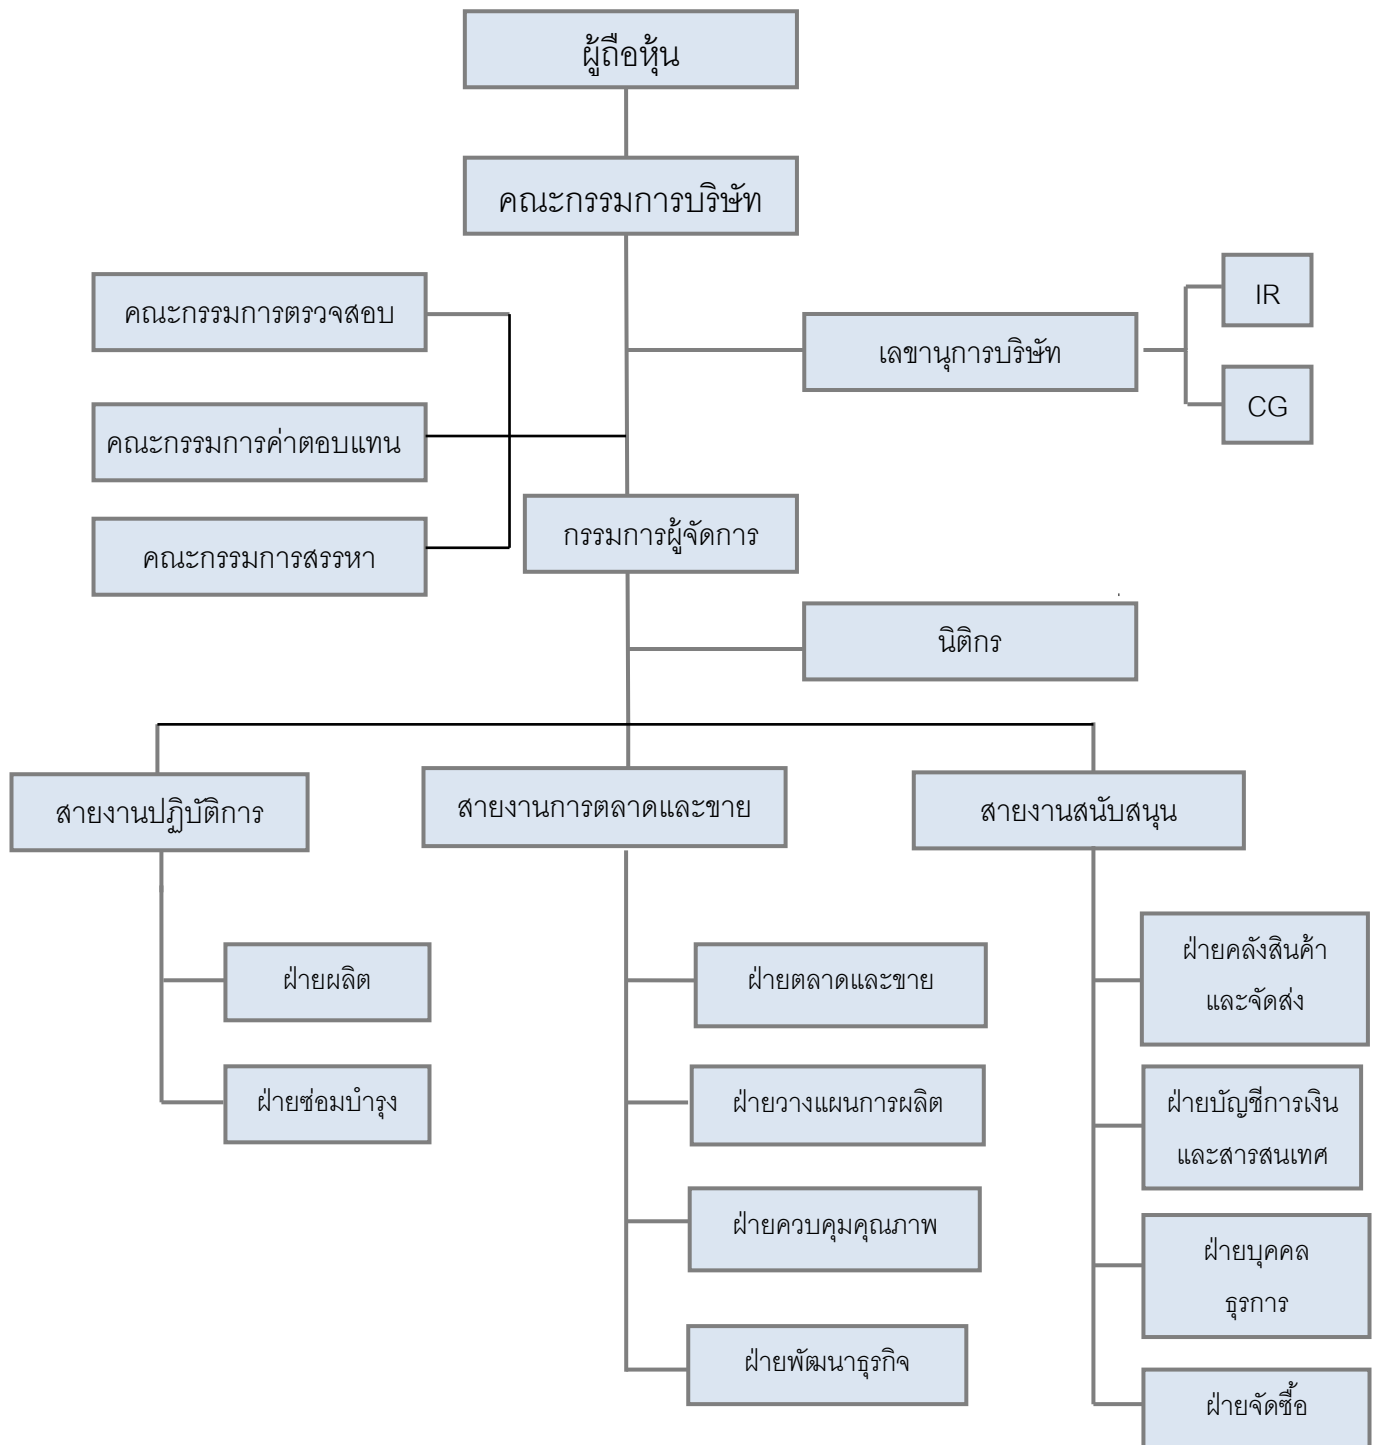 ผู้ถือหุ้น
คณะกรรมการบริษัท
คณะกรรมการตรวจสอบ
คณะกรรมการค่าตอบแทน
คณะกรรมการสรรหา
เลขานุการบริษัท
IR
CG
กรรมการผู้จัดการ
นิติกร
สายงานปฏิบัติการ
ฝ่ายผลิต
ฝ่ายซ่อมบำรุง
สายงานการตลาดและขาย
ฝ่ายตลาดและขาย
ฝ่ายวางแผนการผลิต
ฝ่ายควบคุมคุณภาพ
ฝ่ายพัฒนาธุรกิจ
สายงานสนับสนุน
ฝ่ายคลังสินค้า
และจัดส่ง
ฝ่ายบัญชีการเงิน
และสารสนเทศ
ฝ่ายบุคคล
ธุรการ
ฝ่ายจัดซื้อ